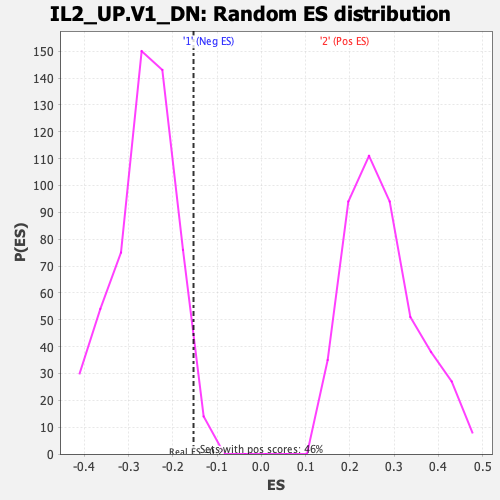 IL2_UP.V1_DN: Random ES distribution
'1' (Neg ES) '2' (Pos ES)
150
140
130
120
110
100
90
80
70
60
50
40
30
20
10
0
P(ES)
Real ES
Sets with pos scores: 46%
-0.4 -0.3 -0.2 -0.1 0.0 0.1 0.2 0.3 0.4 0.5
ES